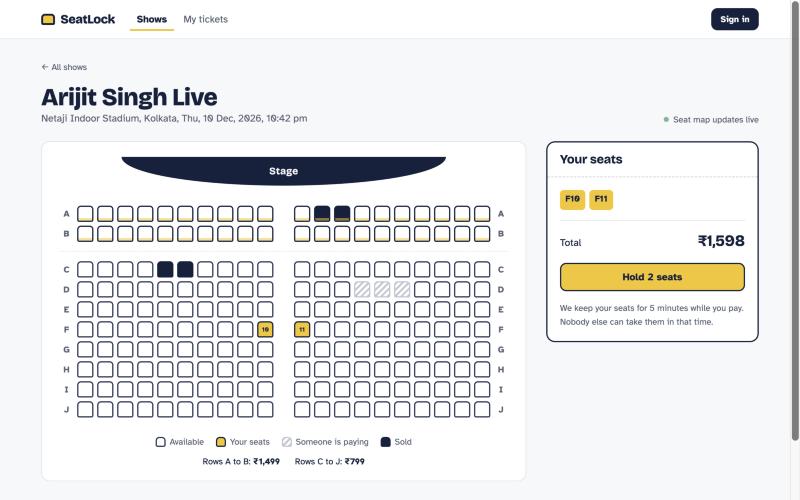 SeatLock Shows My tickets Sign in
← All shows
Arijit Singh Live
Netaji Indoor Stadium, Kolkata, Thu, 10 Dec, 2026, 10:42 pm
Seat map updates live
Stage
A A
B B
C C
D D
E E
F 10 11 F
G G
H H
I I
J J
Available Your seats Someone is paying Sold
Rows A to B: ₹1,499 Rows C to J: ₹799
Your seats
F10 F11
Total ₹1,598
Hold 2 seats
We keep your seats for 5 minutes while you pay.
Nobody else can take them in that time.